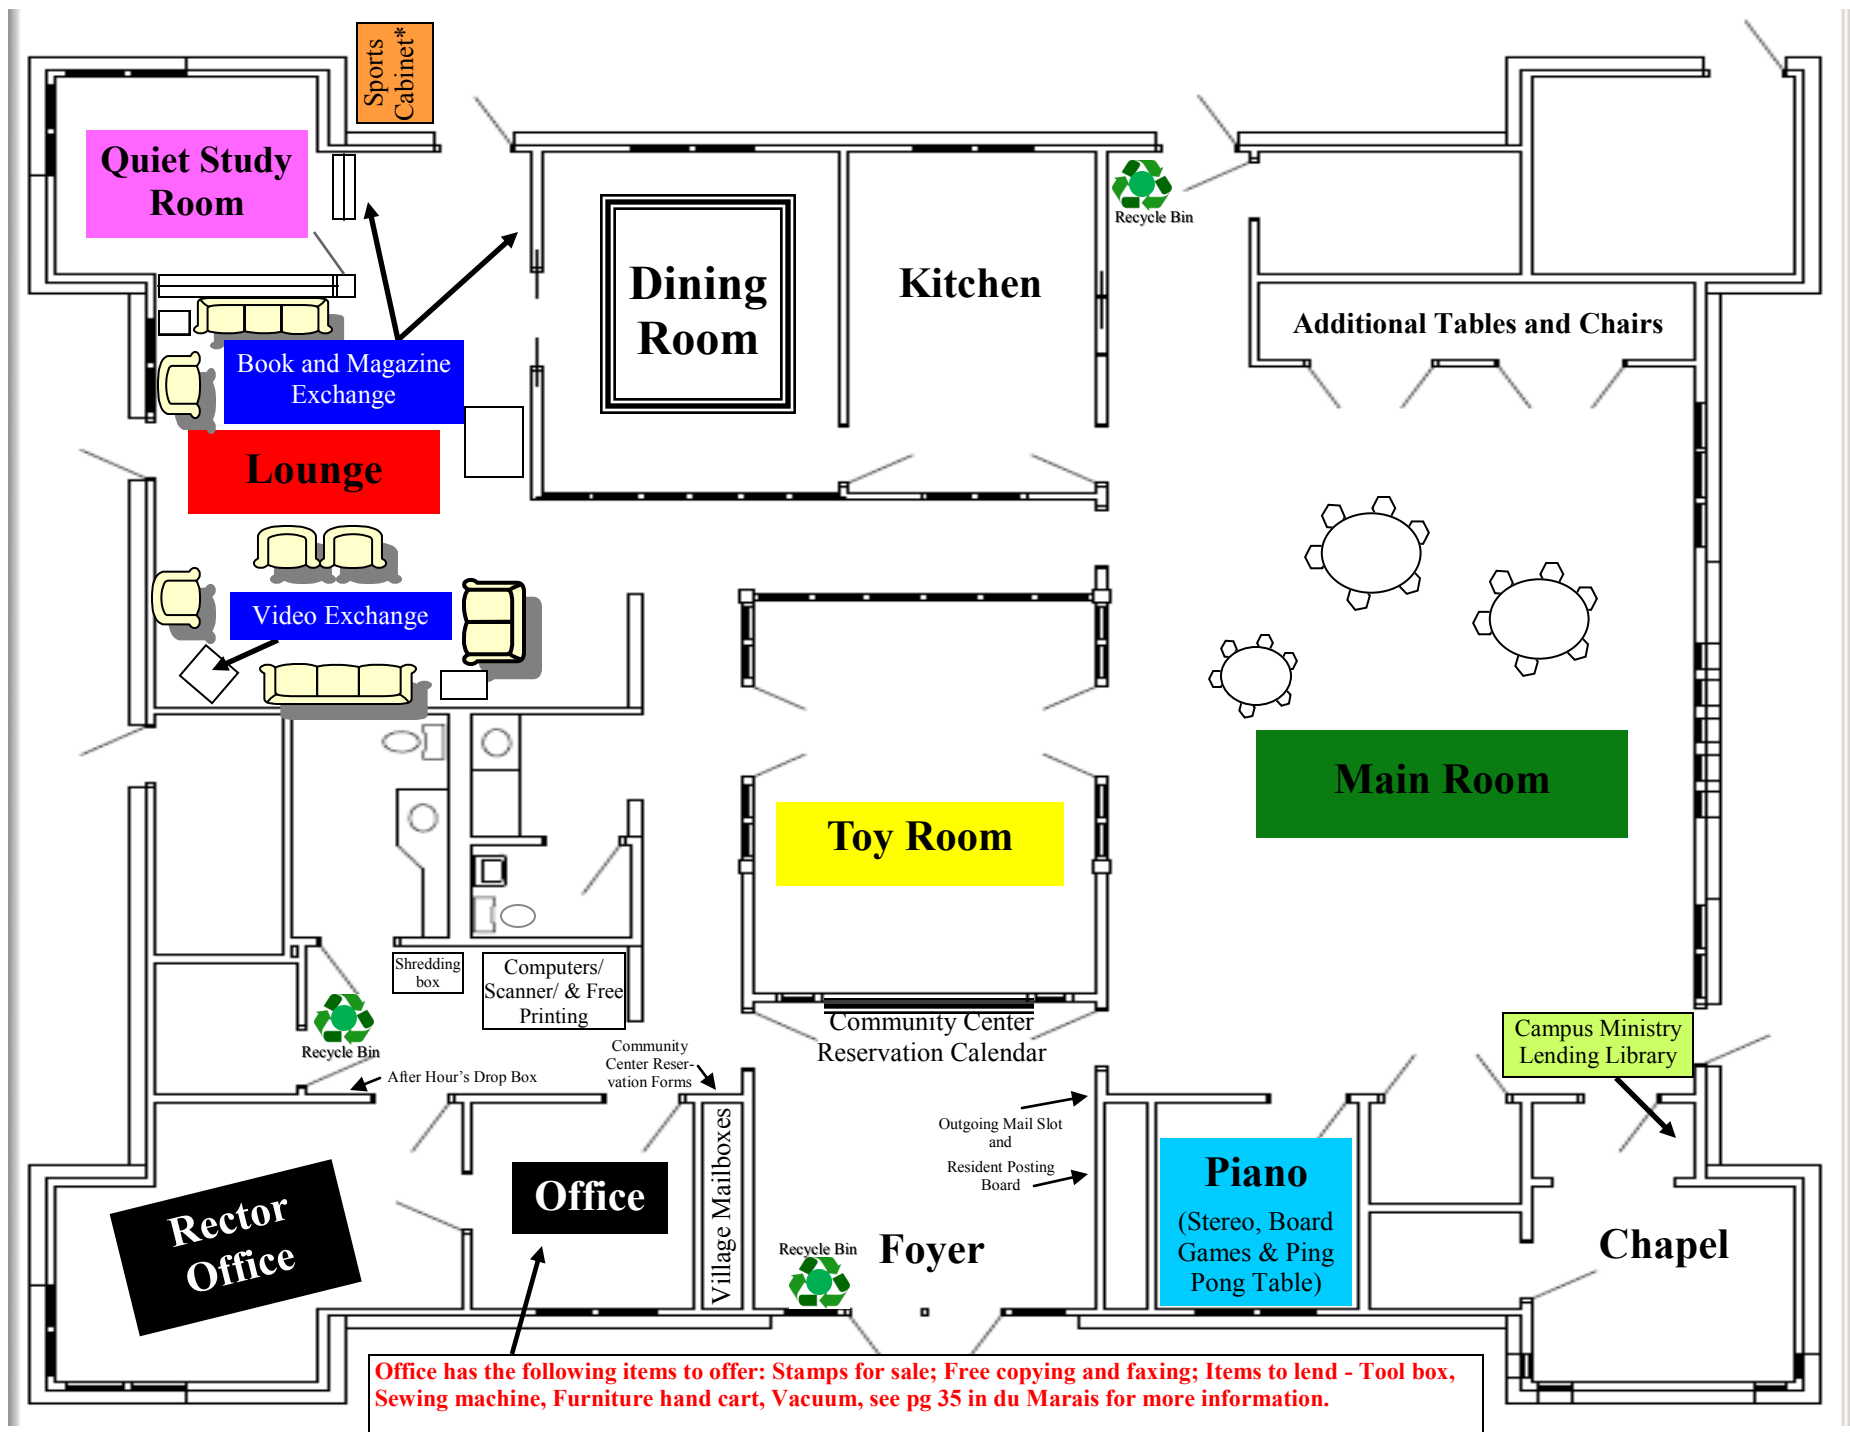 Sports
Cabinet*
Quiet Study
Room
Recycle Bin
Dining
Room
Kitchen
Additional Tables and Chairs
Book and Magazine
Exchange
Lounge
Video Exchange
Main Room
Toy Room
Shredding
box
Computers/
Scanner/ & Free
Printing
Recycle Bin
Community Center
Reservation Calendar
Campus Ministry
Lending Library
Community
Center Reser-
vation Forms
After Hour's Drop Box
Outgoing Mail Slot
and
Resident Posting
Board
Village Mailboxes
Rector
Office
Office
Recycle Bin
Foyer
Piano
(Stereo, Board
Games & Ping
Pong Table)
Chapel
Office has the following items to offer: Stamps for sale; Free copying and faxing; Items to lend - Tool box,
Sewing machine, Furniture hand cart, Vacuum, see pg 35 in du Marais for more information.